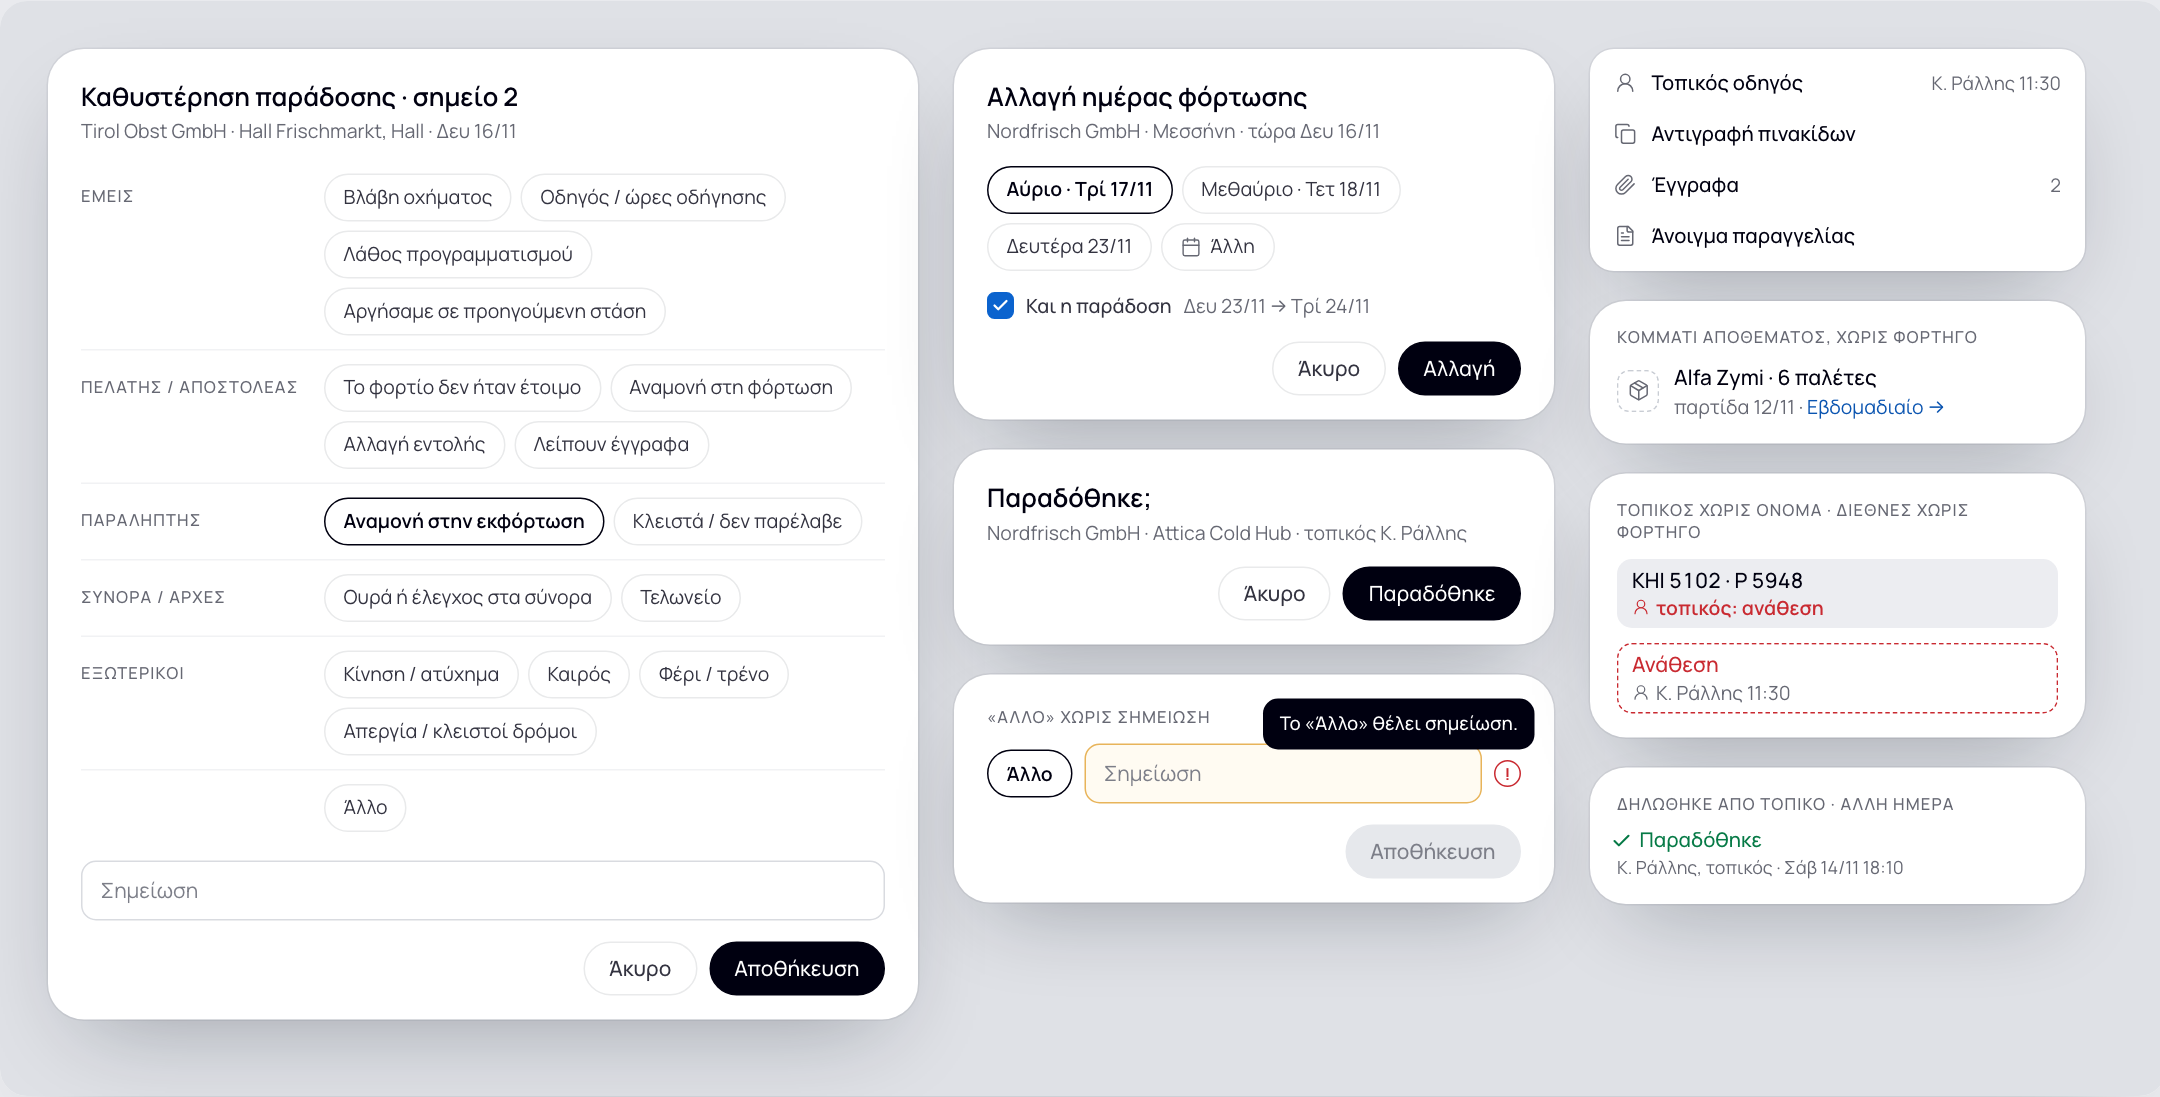 Καθυστέρηση παράδοσης · σημείο 2
Tirol Obst GmbH · Hall Frischmarkt, Hall · Δευ 16/11
ΕΜΕΙΣ
Βλάβη οχήματος
Οδηγός / ώρες οδήγησης
Λάθος προγραμματισμού
Αργήσαμε σε προηγούμενη στάση
ΠΕΛΑΤΗΣ / ΑΠΟΣΤΟΛΕΑΣ
Το φορτίο δεν ήταν έτοιμο
Αναμονή στη φόρτωση
Αλλαγή εντολής
Λείπουν έγγραφα
ΠΑΡΑΛΗΠΤΗΣ
Αναμονή στην εκφόρτωση
Κλειστά / δεν παρέλαβε
ΣΥΝΟΡΑ / ΑΡΧΕΣ
Ουρά ή έλεγχος στα σύνορα
Τελωνείο
ΕΞΩΤΕΡΙΚΟΙ
Κίνηση / ατύχημα
Καιρός
Φέρι / τρένο
Απεργία / κλειστοί δρόμοι
Άλλο
Σημείωση
Άκυρο
Αποθήκευση
Αλλαγή ημέρας φόρτωσης
Nordfrisch GmbH · Μεσσήνη · τώρα Δευ 16/11
Αύριο · Τρί 17/11
Μεθαύριο · Τετ 18/11
Δευτέρα 23/11
Άλλη
Και η παράδοση Δευ 23/11 → Τρί 24/11
Άκυρο
Αλλαγή
Παραδόθηκε;
Nordfrisch GmbH · Attica Cold Hub · τοπικός Κ. Ράλλης
Άκυρο
Παραδόθηκε
«ΑΛΛΟ» ΧΩΡΙΣ ΣΗΜΕΙΩΣΗ
Το «Άλλο» θέλει σημείωση.
Άλλο
Σημείωση
Αποθήκευση
Τοπικός οδηγός
Κ. Ράλλης 11:30
Αντιγραφή πινακίδων
Έγγραφα
2
Άνοιγμα παραγγελίας
ΚΟΜΜΑΤΙ ΑΠΟΘΕΜΑΤΟΣ, ΧΩΡΙΣ ΦΟΡΤΗΓΟ
Alfa Zymi · 6 παλέτες
παρτίδα 12/11 · Εβδομαδιαίο →
ΤΟΠΙΚΟΣ ΧΩΡΙΣ ΟΝΟΜΑ · ΔΙΕΘΝΕΣ ΧΩΡΙΣ
ΦΟΡΤΗΓΟ
KHI 5102 · P 5948
τοπικός: ανάθεση
Ανάθεση
Κ. Ράλλης 11:30
ΔΗΛΩΘΗΚΕ ΑΠΟ ΤΟΠΙΚΟ · ΑΛΛΗ ΗΜΕΡΑ
Παραδόθηκε
Κ. Ράλλης, τοπικός · Σάβ 14/11 18:10